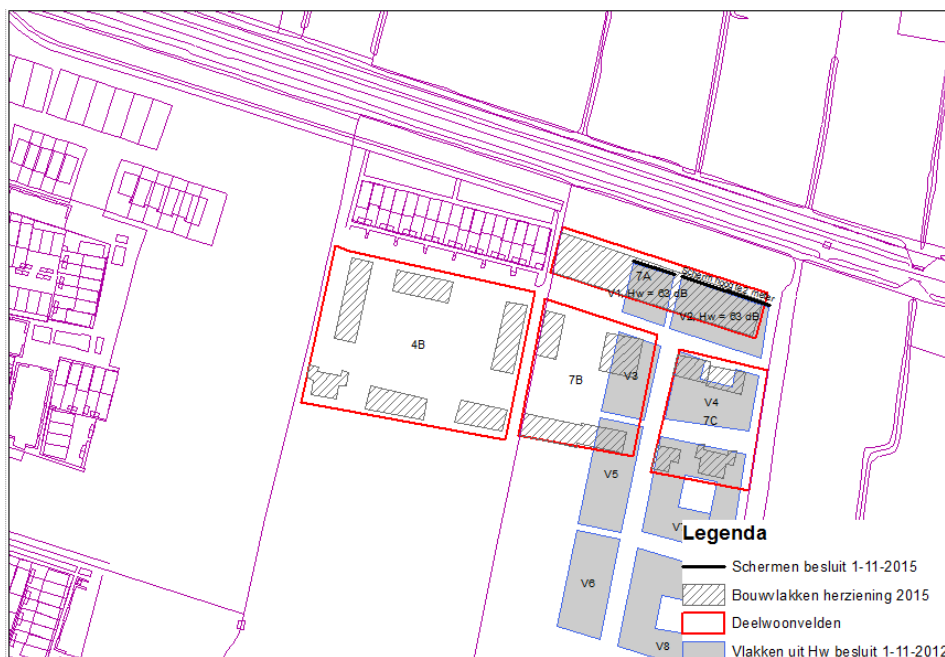 7A
V1, Hw = 63 dB
V2, Hw = 63 dB
4B
7B
V3
V4
7C
V5
V6
V8
Legenda
Schermen besluit 1-11-2015
Bouwvlakken herziening 2015
Deelwoonvelden
Vlakken uit Hw besluit 1-11-2012